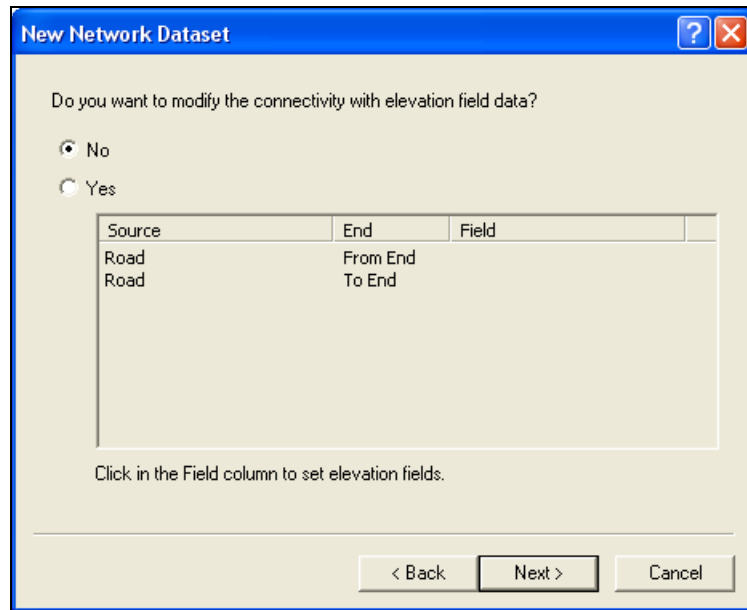 New Network Dataset
Do you want to modify the connectivity with elevation field data?
No
Yes
Source End Field
Road From End
Road To End
Click in the Field column to set elevation fields.
< Back Next > Cancel